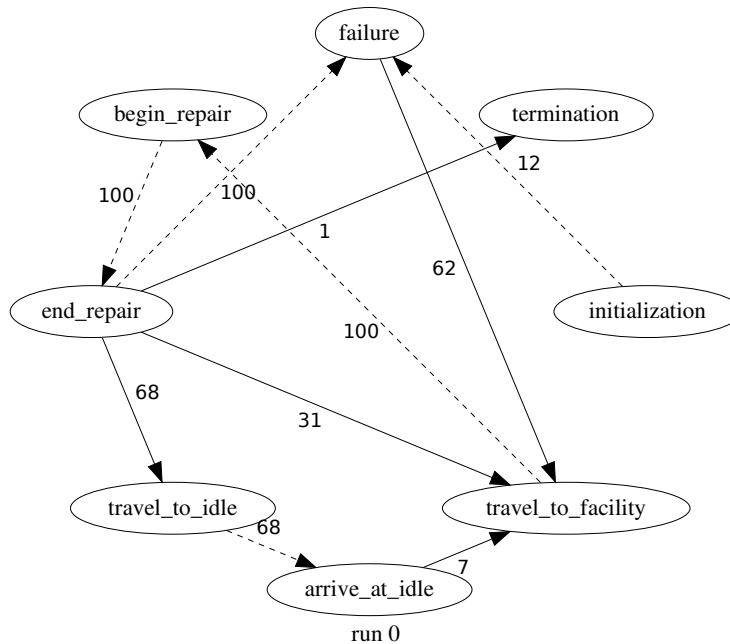 failure
begin_repair
termination
12
100
100
1
62
end_repair
initialization
100
68
31
travel_to_idle
travel_to_facility
68
7
arrive_at_idle
run 0